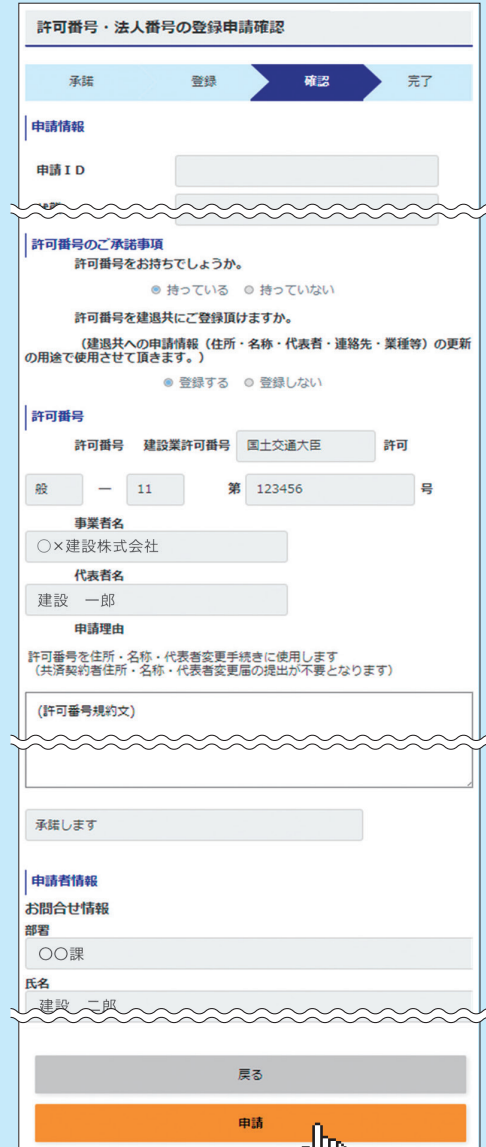 許可番号・法人番号の登録申請確認
承諾 登録 確認 完了
申請情報
申請ＩＤ
許可番号のご承諾事項
許可番号をお持ちでしょうか。
持っている 持っていない
許可番号を建退共にご登録頂けますか。
（建退共への申請情報（住所・名称・代表者・連絡先・業種等）の更新
の用途で使用させて頂きます。）
登録する 登録しない
許可番号
許可番号 建設業許可番号 国土交通大臣 許可
般 － 11 第 123456 号
事業者名
○×建設株式会社
代表者名
建設　一郎
申請理由
許可番号を住所・名称・代表者変更手続きに使用します
（共済契約者住所・名称・代表者変更届の提出が不要となります）
(許可番号規約文)
承諾します
申請者情報
お問合せ情報
部署
○○課
氏名
建設　二郎
戻る
申請